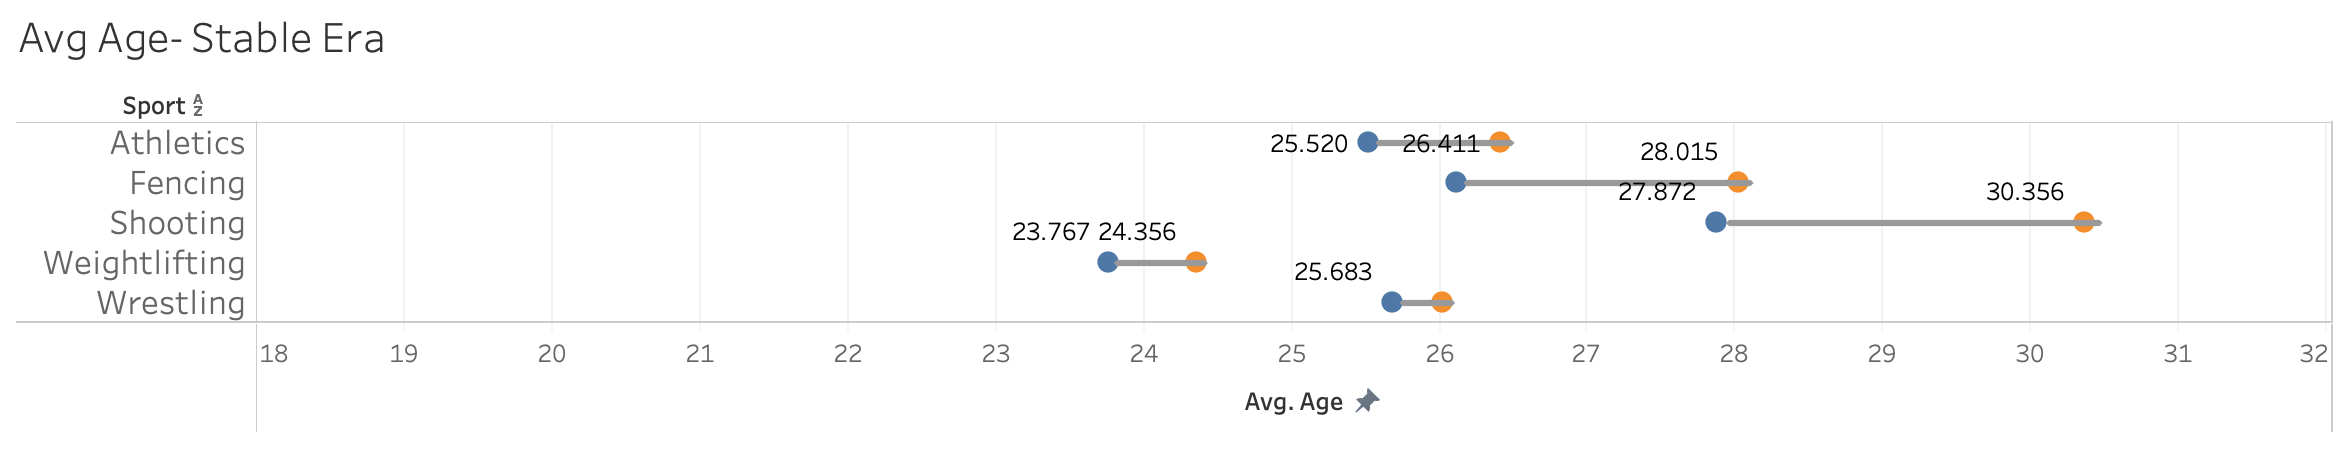 Avg Age- Stable Era
Sport
Athletics 25.520 26.411
28.015
Fencing
27.872 30.356
Shooting
23.767 24.356
Weightlifting
25.683
Wrestling
18 19 20 21 22 23 24 25 26 27 28 29 30 31 32
Avg. Age